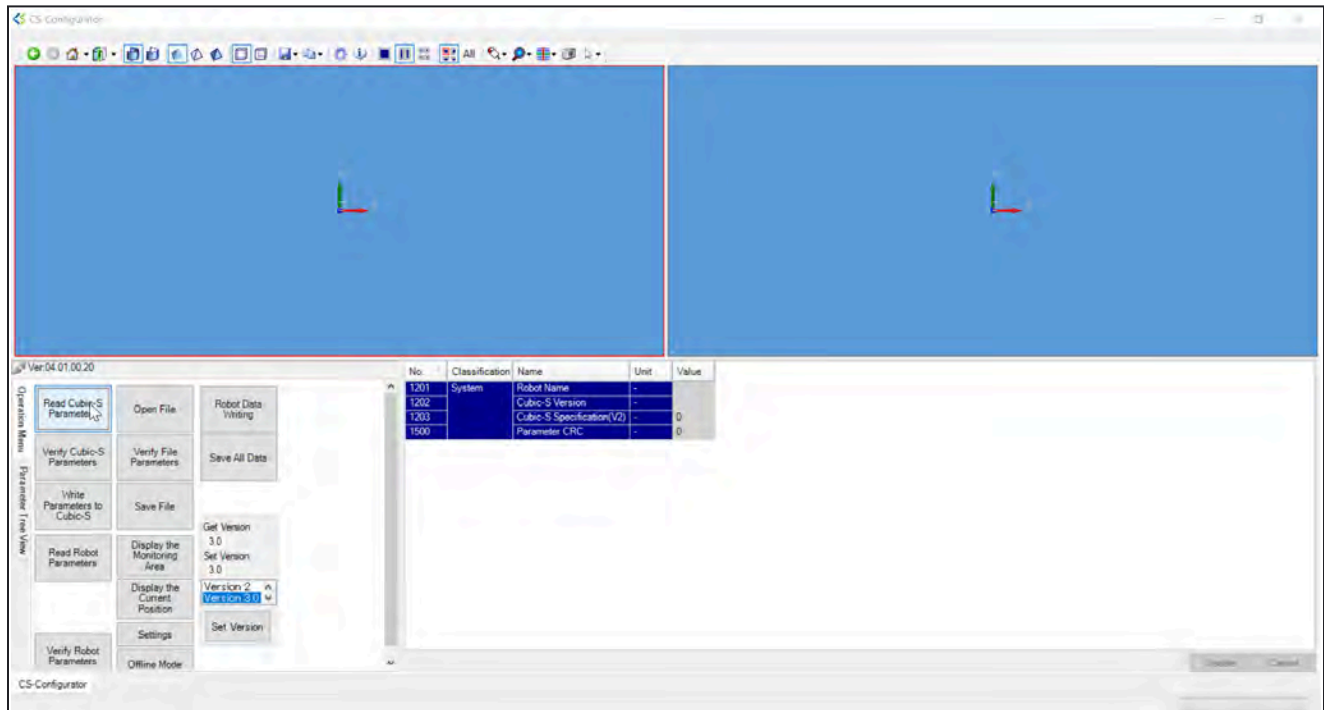 CS-Configurator
All
Ver:04.01.00.20
Operation Menu
Parameter Tree View
Read Cubic-S Parameter
Open File
Robot Data Writing
Verify Cubic-S Parameters
Verify File Parameters
Save All Data
Write Parameters to Cubic-S
Save File
Get Version
3.0
Set Version
3.0
Read Robot Parameters
Display the Monitoring Area
Version 2
Version 3.0
Display the Current Position
Set Version
Settings
Verify Robot Parameters
Offline Mode
No. Classification Name Unit Value
1201 System Robot Name -
1202 Cubic-S Version -
1203 Cubic-S Specification(V2) - 0
1500 Parameter CRC - 0
Cancel
CS-Configurator